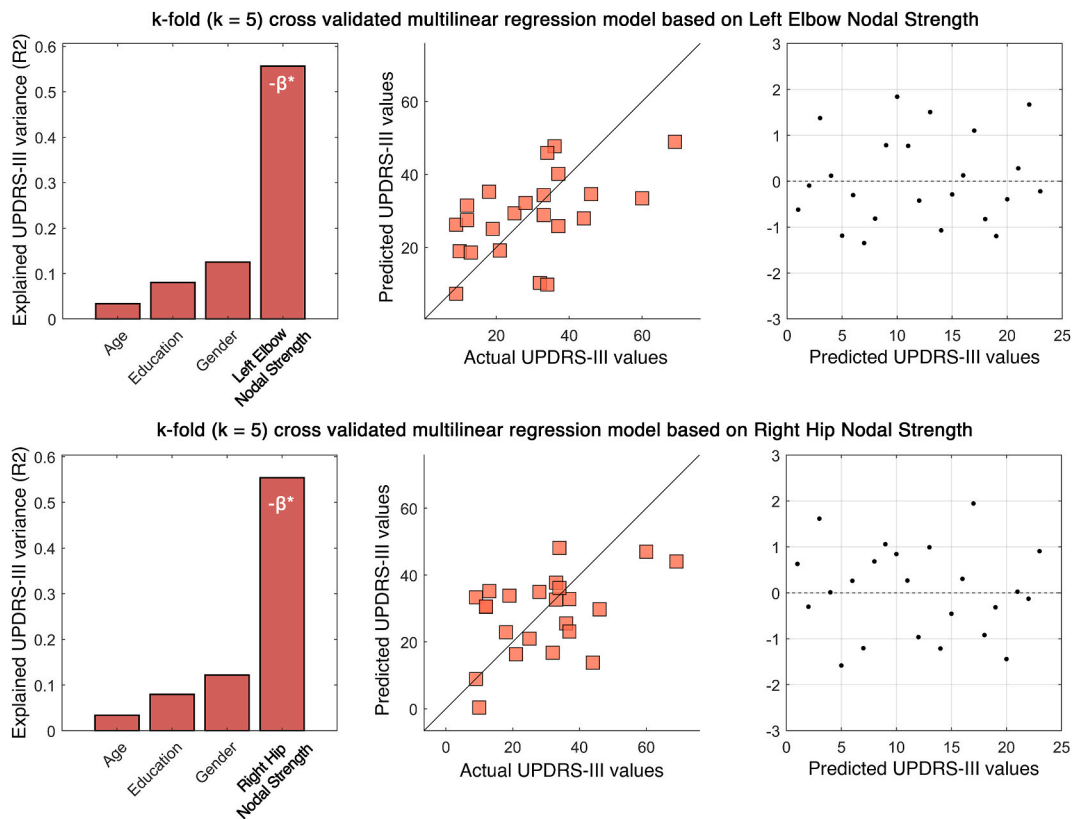 k-fold (k = 5) cross validated multilinear regression model based on Left Elbow Nodal Strength
Explained UPDRS-III variance (R2)
0.6
0.5
0.4
0.3
0.2
0.1
0
-β*
Age
Education
Gender
Left Elbow
Nodal Strength
Predicted UPDRS-III values
60
40
20
20
40
60
Actual UPDRS-III values
3
2
1
0
-1
-2
-3
0
5
10
15
20
25
Predicted UPDRS-III values
k-fold (k = 5) cross validated multilinear regression model based on Right Hip Nodal Strength
Explained UPDRS-III variance (R2)
0.6
0.5
0.4
0.3
0.2
0.1
0
-β*
Age
Education
Gender
Right Hip
Nodal Strength
Predicted UPDRS-III values
60
40
20
0
0
20
40
60
Actual UPDRS-III values
3
2
1
0
-1
-2
-3
0
5
10
15
20
25
Predicted UPDRS-III values